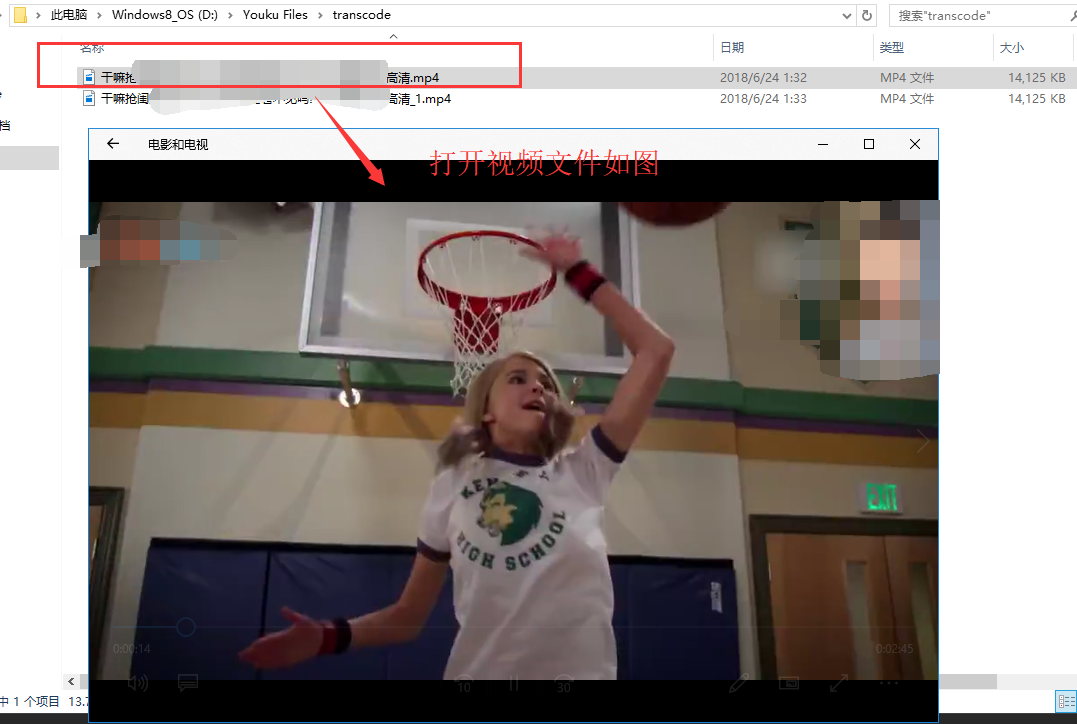 此电脑 › Windows8_OS (D:) › Youku Files › transcode
搜索"transcode"
名称 日期 类型 大小
干嘛抢 高清.mp4 2018/6/24 1:32 MP4 文件 14,125 KB
干嘛抢闺 高清_1.mp4 2018/6/24 1:33 MP4 文件 14,125 KB
档
电影和电视
打开视频文件如图
EXIT
HIGH SCHOOL
0:00:14 0:02:45
10 30
中 1 个项目 13.7